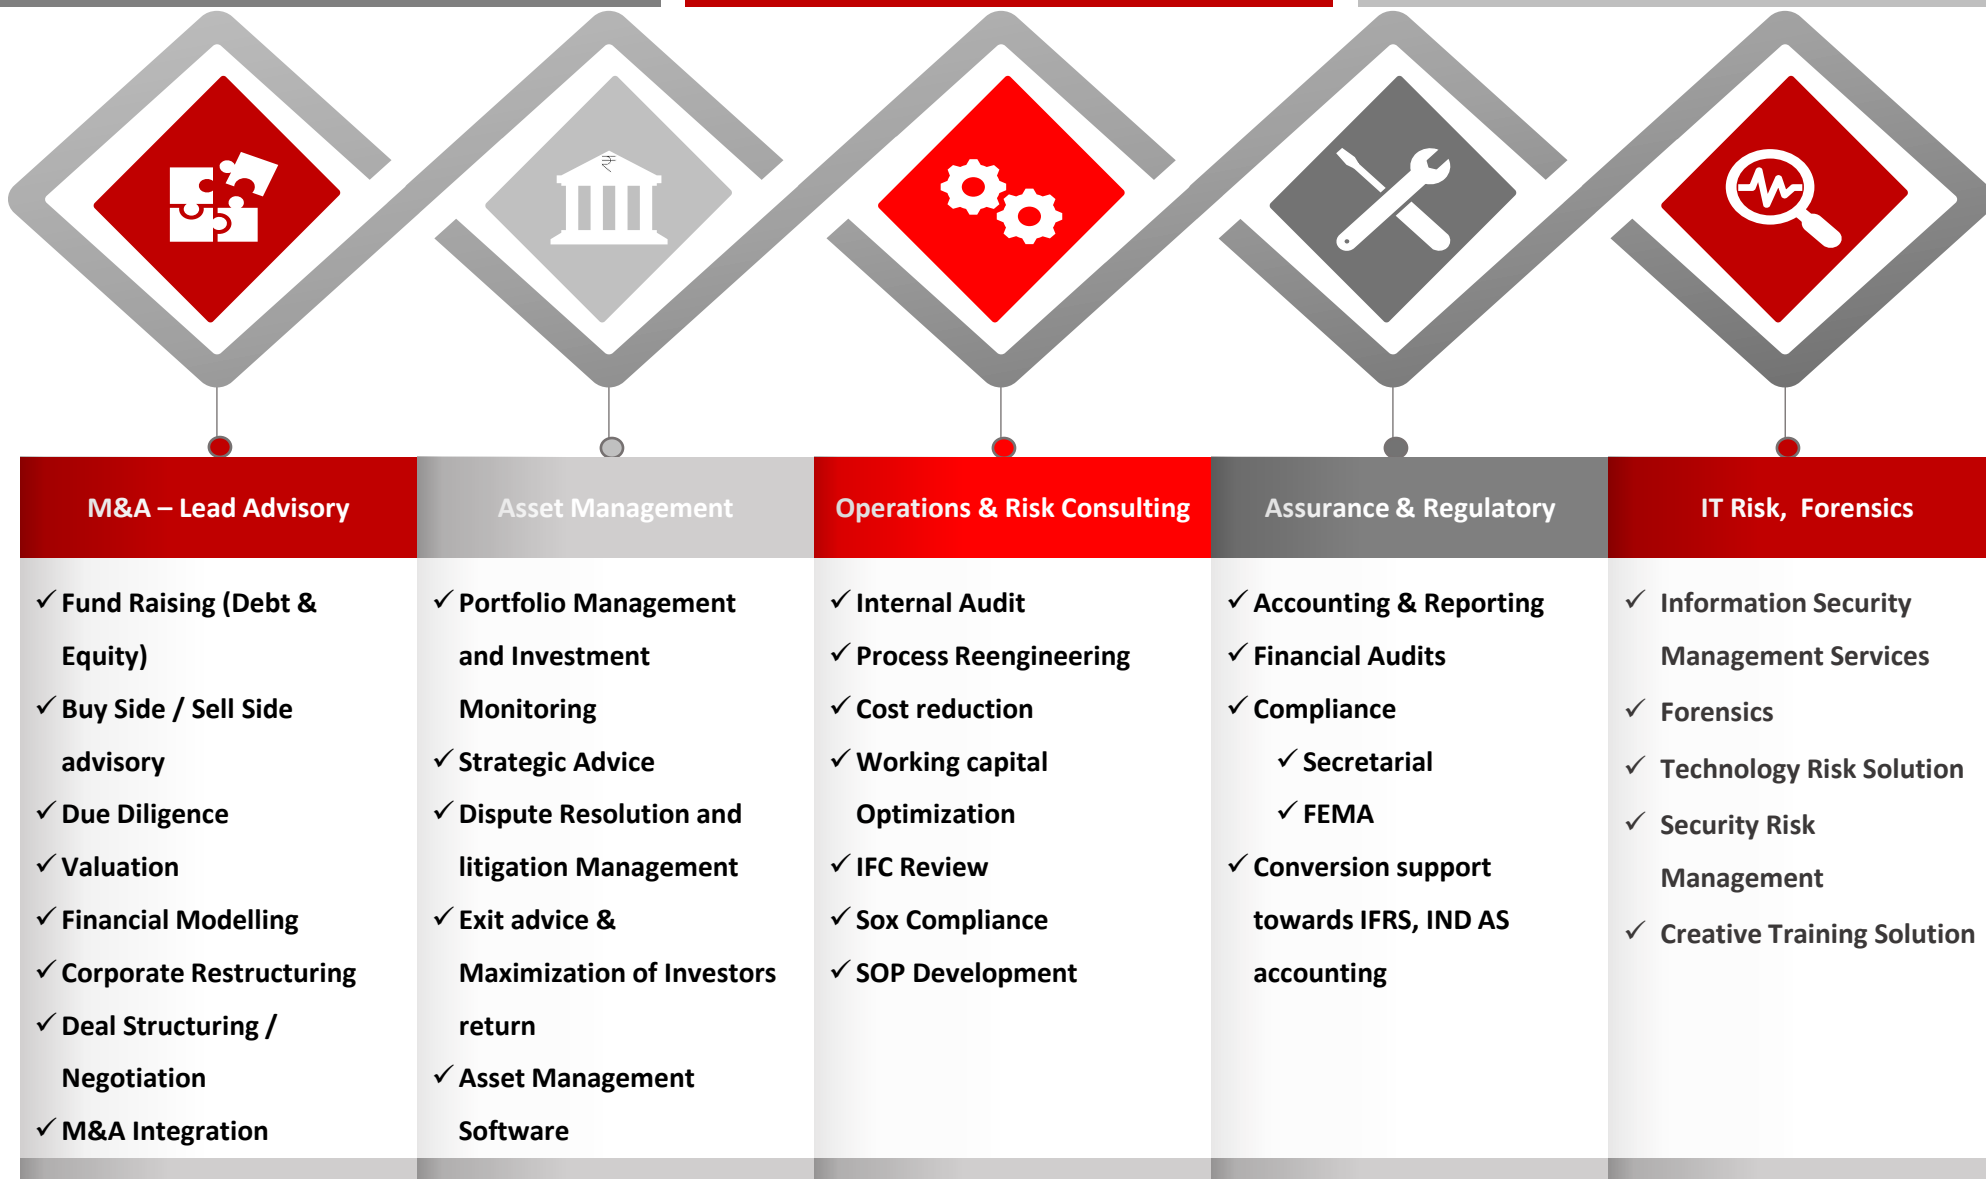 ₹
M&A – Lead Advisory
✓ Fund Raising (Debt &
Equity)
✓ Buy Side / Sell Side
advisory
✓ Due Diligence
✓ Valuation
✓ Financial Modelling
✓ Corporate Restructuring
✓ Deal Structuring /
Negotiation
✓ M&A Integration
Asset Management
✓ Portfolio Management
and Investment
Monitoring
✓ Strategic Advice
✓ Dispute Resolution and
litigation Management
✓ Exit advice &
Maximization of Investors
return
✓ Asset Management
Software
Operations & Risk Consulting
✓ Internal Audit
✓ Process Reengineering
✓ Cost reduction
✓ Working capital
Optimization
✓ IFC Review
✓ Sox Compliance
✓ SOP Development
Assurance & Regulatory
✓ Accounting & Reporting
✓ Financial Audits
✓ Compliance
✓ Secretarial
✓ FEMA
✓ Conversion support
towards IFRS, IND AS
accounting
IT Risk, Forensics
✓ Information Security
Management Services
✓ Forensics
✓ Technology Risk Solution
✓ Security Risk
Management
✓ Creative Training Solution